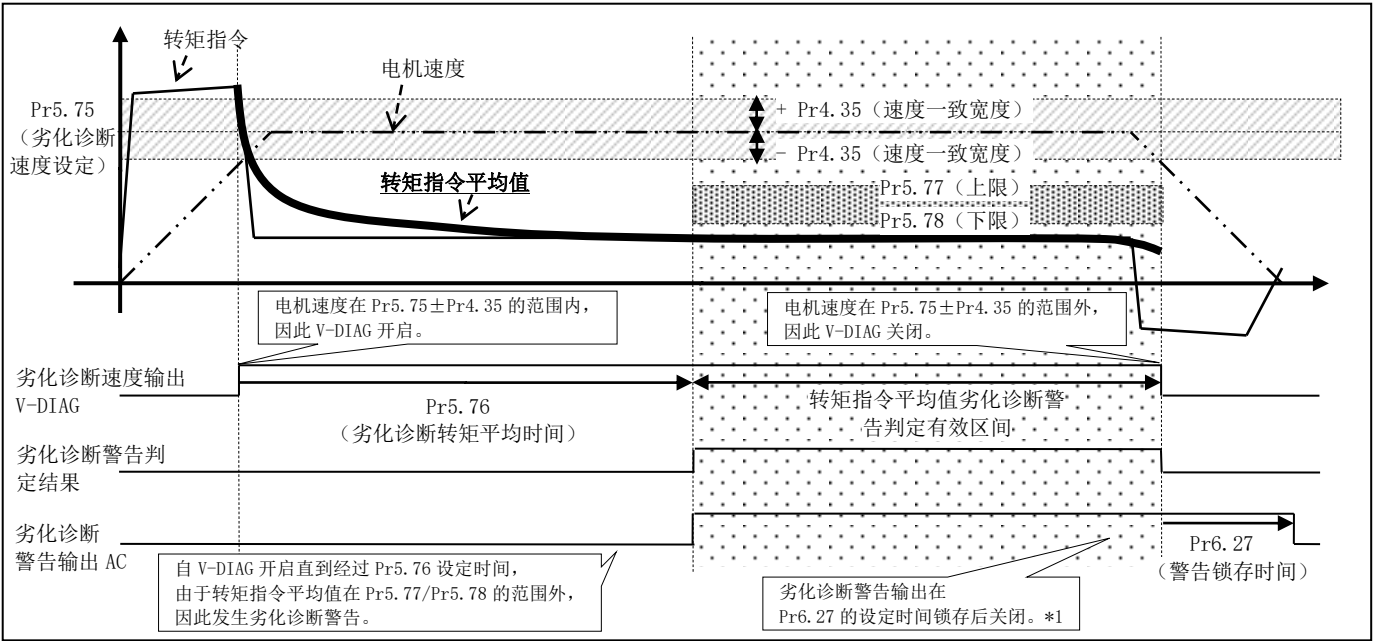 转矩指令
电机速度
Pr5.75
（劣化诊断
速度设定）
+ Pr4.35（速度一致宽度）
- Pr4.35（速度一致宽度）
转矩指令平均值
Pr5.77（上限）
Pr5.78（下限）
电机速度在 Pr5.75±Pr4.35 的范围内，
因此 V-DIAG 开启。
电机速度在 Pr5.75±Pr4.35 的范围外，
因此 V-DIAG 关闭。
劣化诊断速度输出
V-DIAG
Pr5.76
（劣化诊断转矩平均时间）
转矩指令平均值劣化诊断警
告判定有效区间
劣化诊断警告判
定结果
劣化诊断
警告输出 AC
Pr6.27
（警告锁存时间）
自 V-DIAG 开启直到经过 Pr5.76 设定时间，
由于转矩指令平均值在 Pr5.77/Pr5.78 的范围外，
因此发生劣化诊断警告。
劣化诊断警告输出在
Pr6.27 的设定时间锁存后关闭。*1